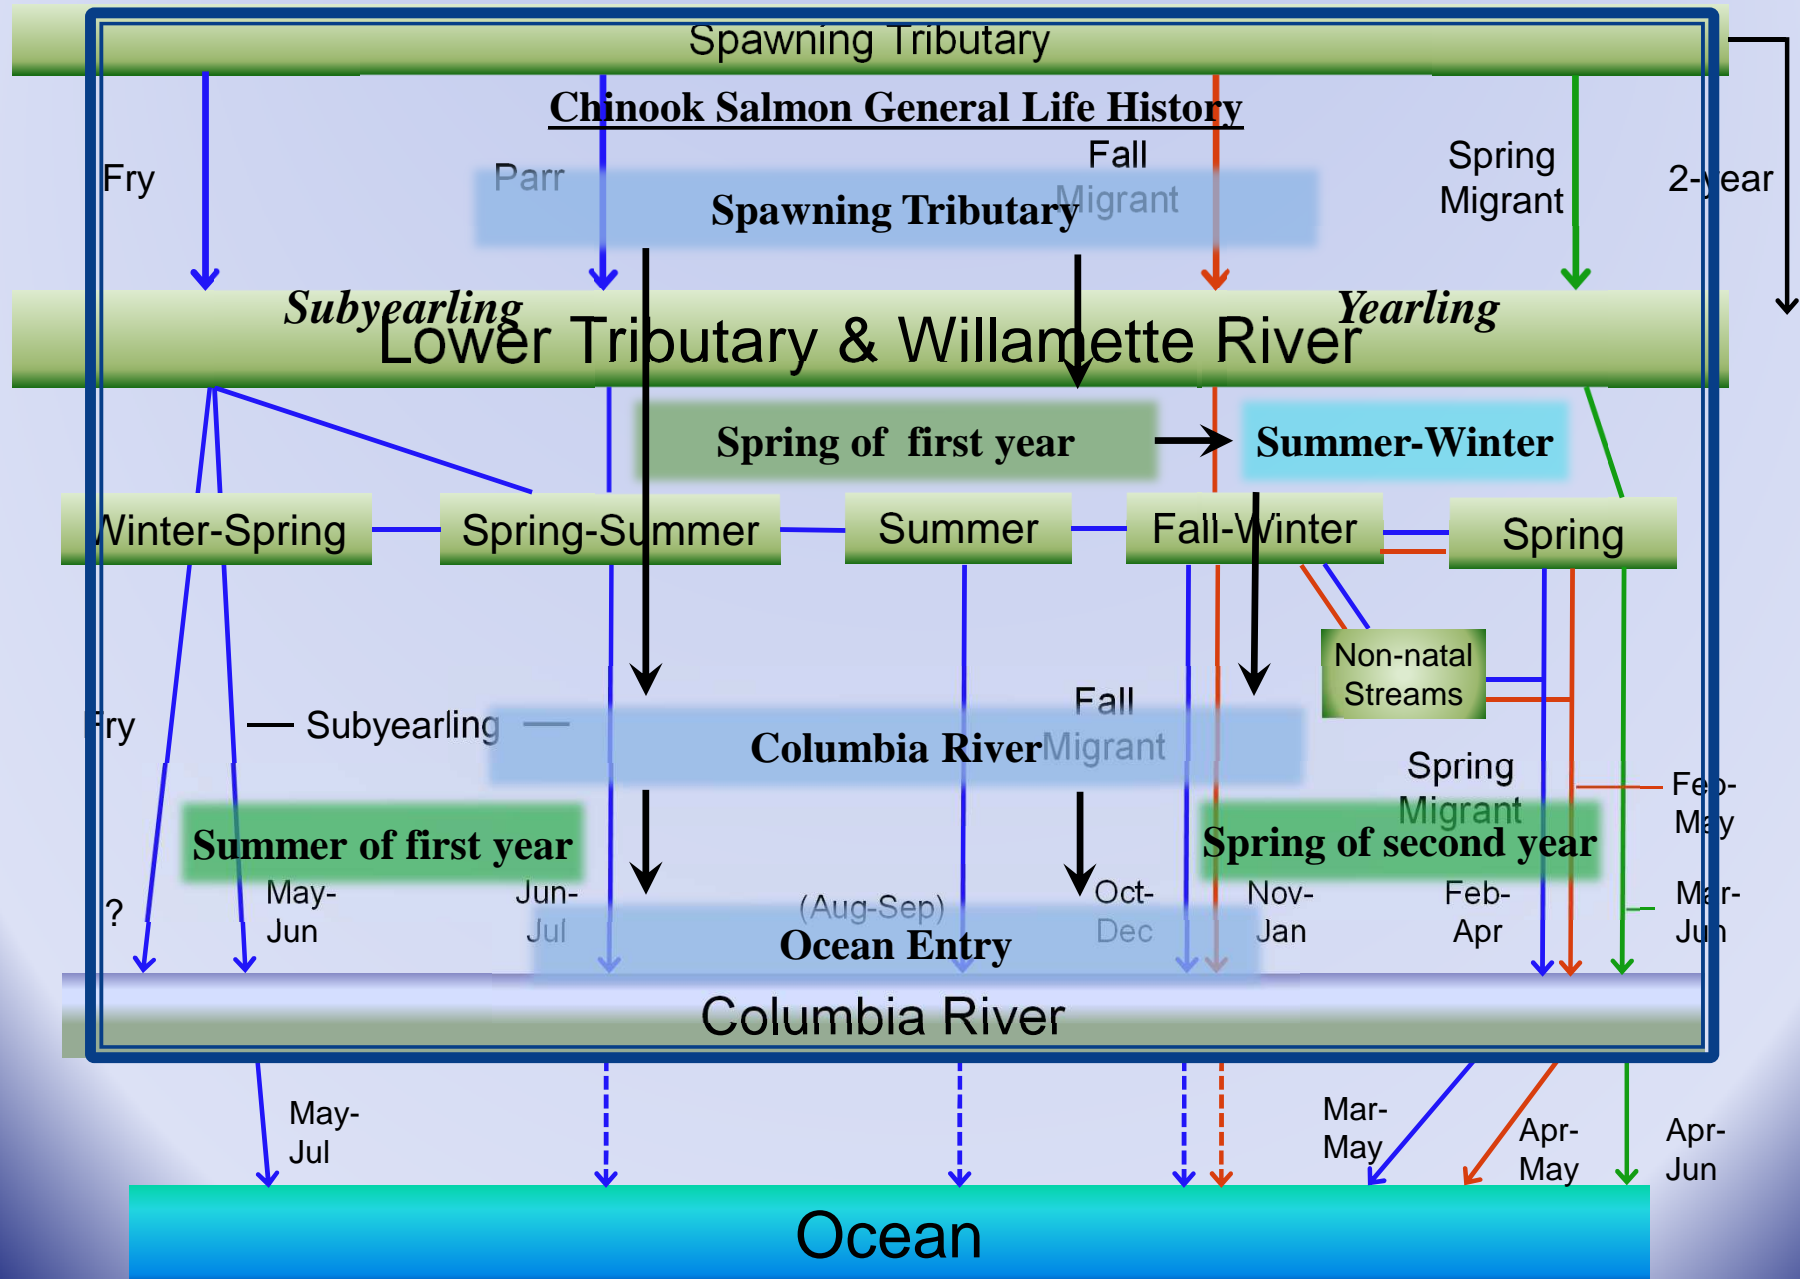 Spawning Tributary
Chinook Salmon General Life History
Fry
Parr
Fall
Migrant
Spring
Migrant
2-year
Spawning Tributary
Subyearling
Yearling
Lower Tributary & Willamette River
Spring of first year
Summer-Winter
Winter-Spring
Spring-Summer
Summer
Fall-Winter
Spring
Non-natal
Streams
Fry
Subyearling
Fall
Migrant
Columbia River
Spring
Migrant
Feb-
May
Summer of first year
Spring of second year
?
May-
Jun
Jun-
Jul
(Aug-Sep)
Oct-
Dec
Nov-
Jan
Feb-
Apr
Mar-
Jun
Ocean Entry
Columbia River
May-
Jul
Mar-
May
Apr-
May
Apr-
Jun
Ocean